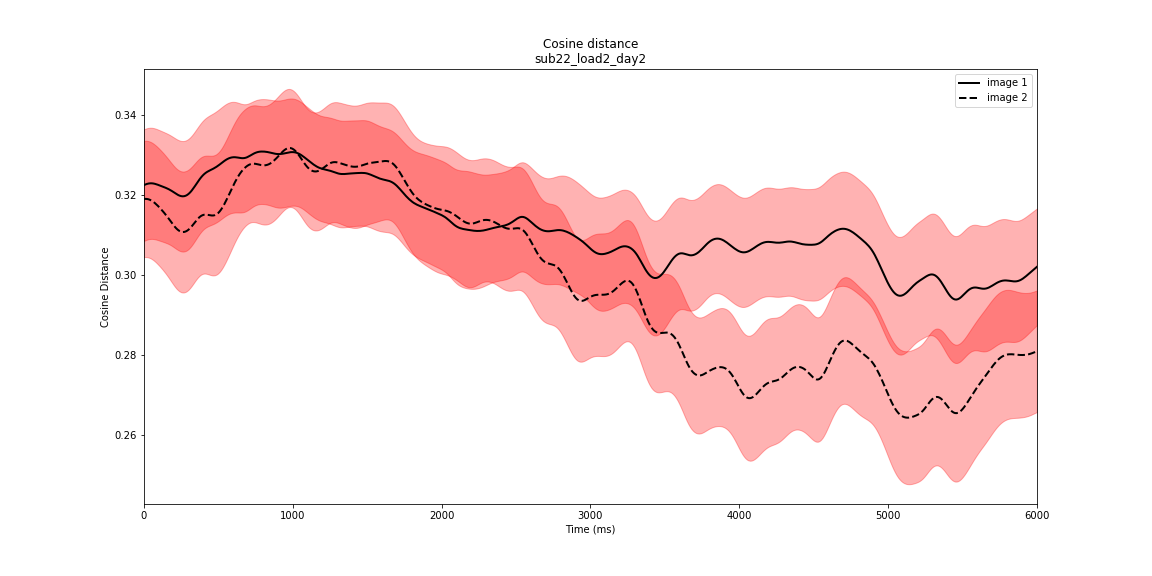 Cosine distance
sub22_load2_day2
image 1
image 2
Cosine Distance
0.34
0.32
0.30
0.28
0.26
0
1000
2000
3000
4000
5000
6000
Time (ms)